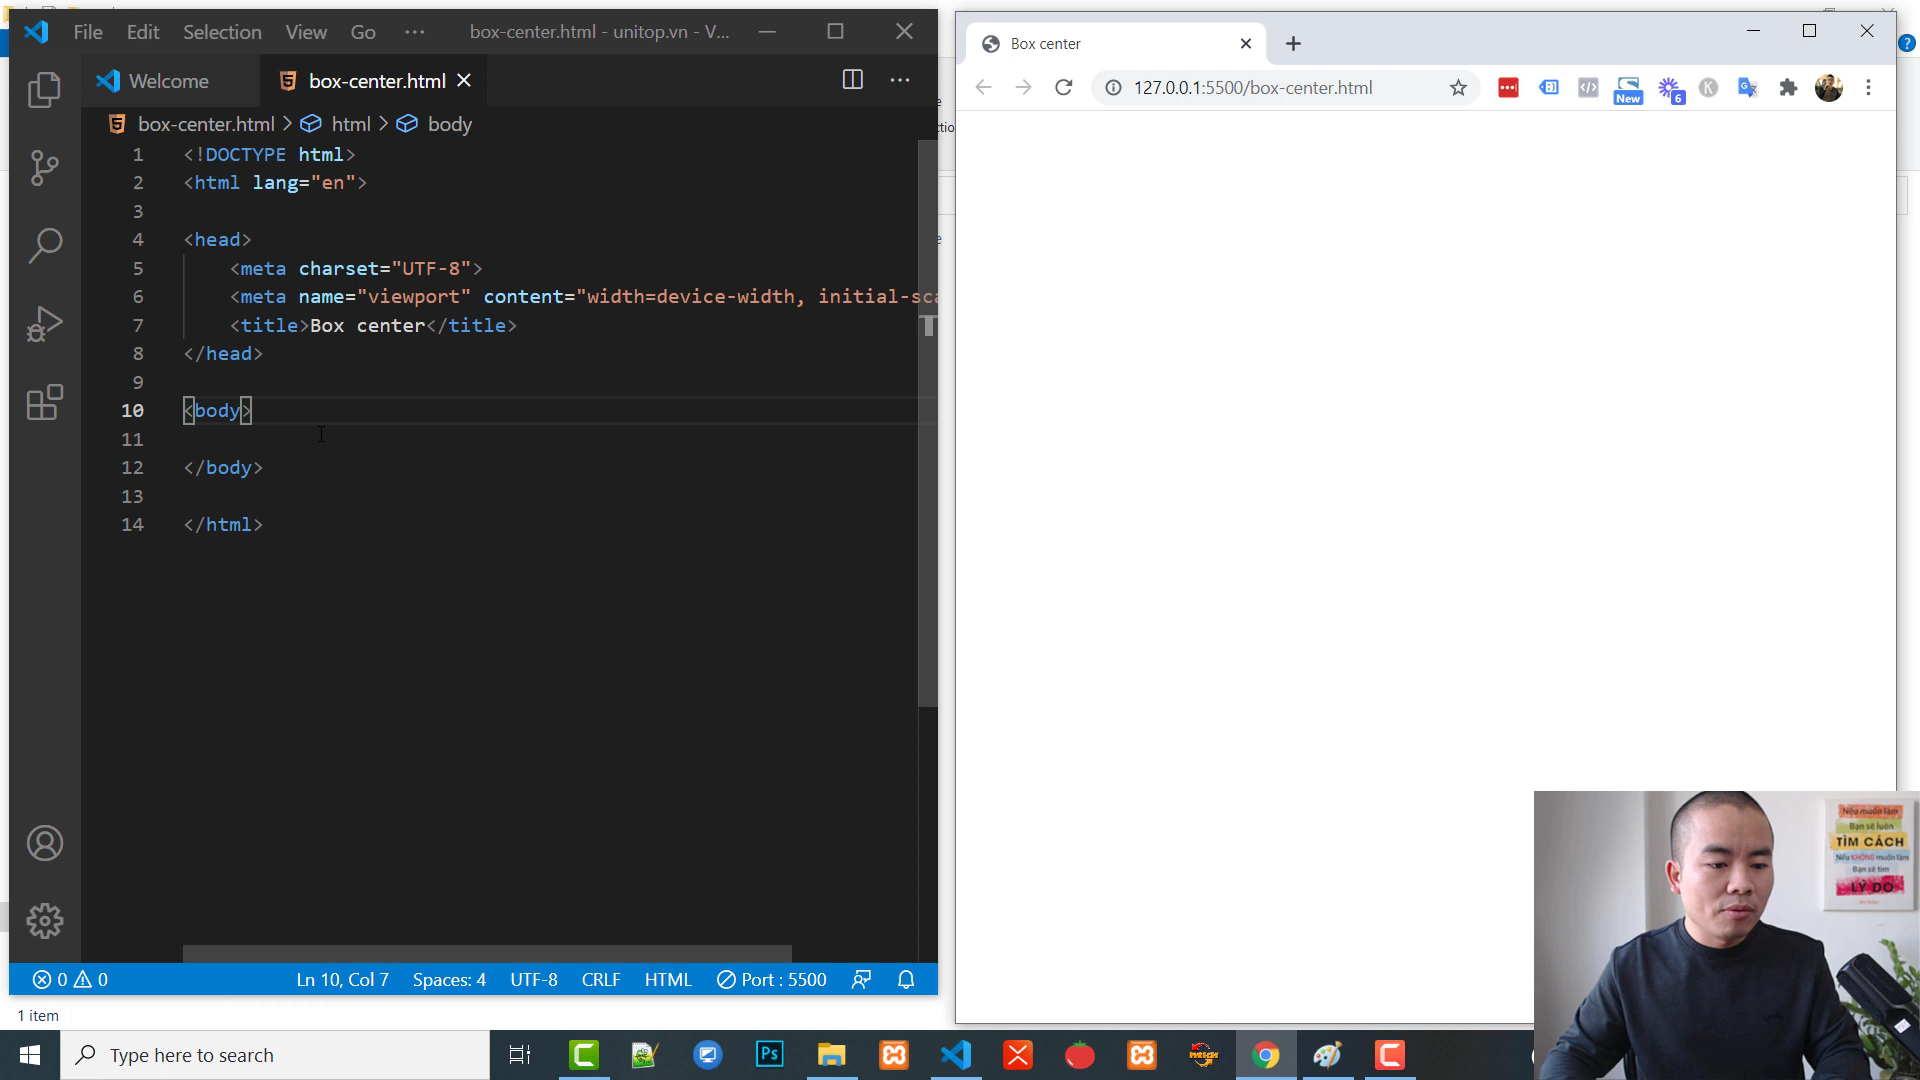 File Edit Selection View Go ··· box-center.html - unitop.vn - V...
Welcome box-center.html
box-center.html > html > body
1 <!DOCTYPE html>
2 <html lang="en">
3
4 <head>
5 <meta charset="UTF-8">
6 <meta name="viewport" content="width=device-width, initial-sca
7 <title>Box center</title>
8 </head>
9
10 <body>
11
12 </body>
13
14 </html>
0 0 Ln 10, Col 7 Spaces: 4 UTF-8 CRLF HTML Port : 5500
1 item
Type here to search
Ps
Box center
127.0.0.1:5500/box-center.html
New
6
K
Nếu muốn làm
Bạn sẽ luôn
TÌM CÁCH
Nếu KHÔNG muốn làm
Bạn sẽ tìm
LÝ DO